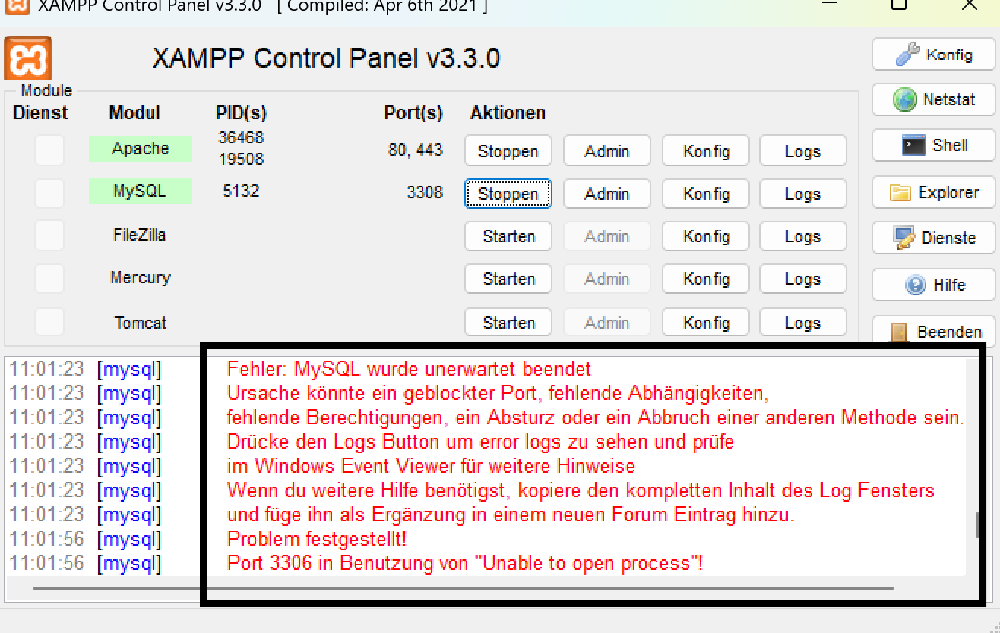 XAMPP Control Panel v3.3.0 [ Compiled: Apr 6th 2021 ]
XAMPP Control Panel v3.3.0
Konfig
Module
Dienst Modul PID(s) Port(s) Aktionen
Netstat
Apache 36468 80, 443 Stoppen Admin Konfig Logs
19508
Shell
MySQL 5132 3308 Stoppen Admin Konfig Logs
Explorer
FileZilla Starten Admin Konfig Logs
Dienste
Mercury Starten Admin Konfig Logs
Hilfe
Tomcat Starten Admin Konfig Logs
Beenden
11:01:23 [mysql] Fehler: MySQL wurde unerwartet beendet
11:01:23 [mysql] Ursache könnte ein geblockter Port, fehlende Abhängigkeiten,
11:01:23 [mysql] fehlende Berechtigungen, ein Absturz oder ein Abbruch einer anderen Methode sein.
11:01:23 [mysql] Drücke den Logs Button um error logs zu sehen und prüfe
11:01:23 [mysql] im Windows Event Viewer für weitere Hinweise
11:01:23 [mysql] Wenn du weitere Hilfe benötigst, kopiere den kompletten Inhalt des Log Fensters
11:01:23 [mysql] und füge ihn als Ergänzung in einem neuen Forum Eintrag hinzu.
11:01:56 [mysql] Problem festgestellt!
11:01:56 [mysql] Port 3306 in Benutzung von "Unable to open process"!